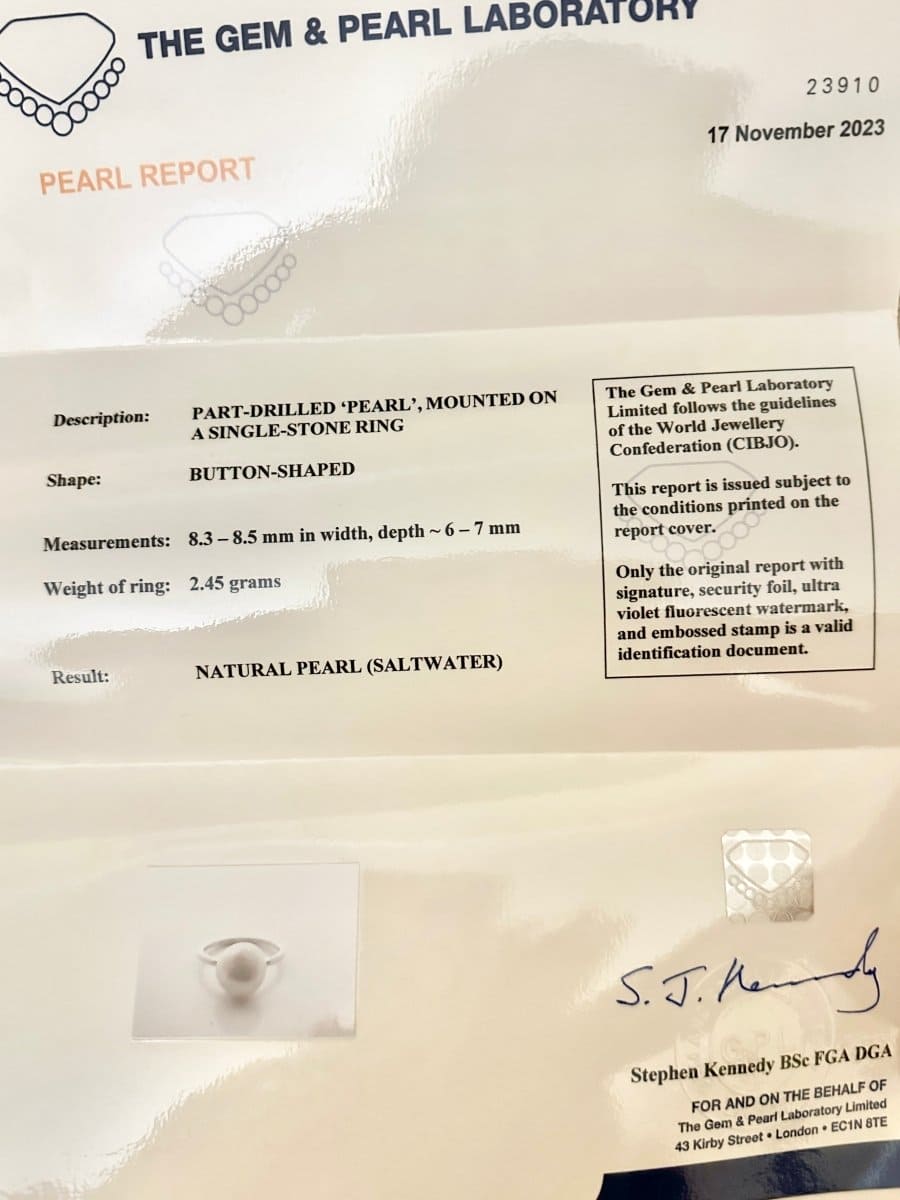 THE GEM & PEARL LABORATORY
23910
17 November 2023
PEARL REPORT
Description: PART-DRILLED ‘PEARL’, MOUNTED ON
A SINGLE-STONE RING
Shape: BUTTON-SHAPED
Measurements: 8.3 – 8.5 mm in width, depth ~ 6 – 7 mm
Weight of ring: 2.45 grams
Result: NATURAL PEARL (SALTWATER)
The Gem & Pearl Laboratory
Limited follows the guidelines
of the World Jewellery
Confederation (CIBJO).
This report is issued subject to
the conditions printed on the
report cover.
Only the original report with
signature, security foil, ultra
violet fluorescent watermark,
and embossed stamp is a valid
identification document.
S. J. Kennedy
Stephen Kennedy BSc FGA DGA
FOR AND ON THE BEHALF OF
The Gem & Pearl Laboratory Limited
43 Kirby Street • London • EC1N 8TE